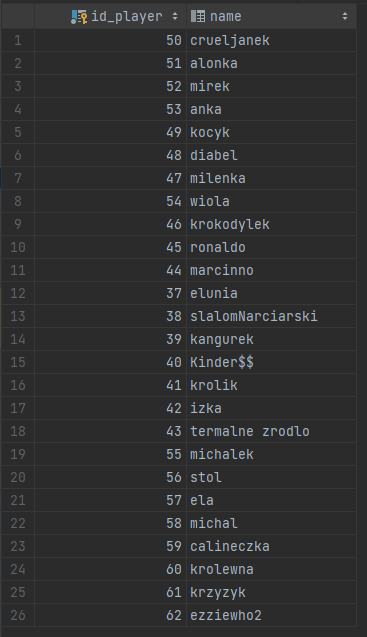 id_player name
1 50 crueljanek
2 51 alonka
3 52 mirek
4 53 anka
5 49 kocyk
6 48 diabel
7 47 milenka
8 54 wiola
9 46 krokodylek
10 45 ronaldo
11 44 marcinno
12 37 elunia
13 38 slalomNarciarski
14 39 kangurek
15 40 Kinder$$
16 41 krolik
17 42 izka
18 43 termalne zrodlo
19 55 michalek
20 56 stol
21 57 ela
22 58 michal
23 59 calineczka
24 60 krolewna
25 61 krzyzyk
26 62 ezziewho2